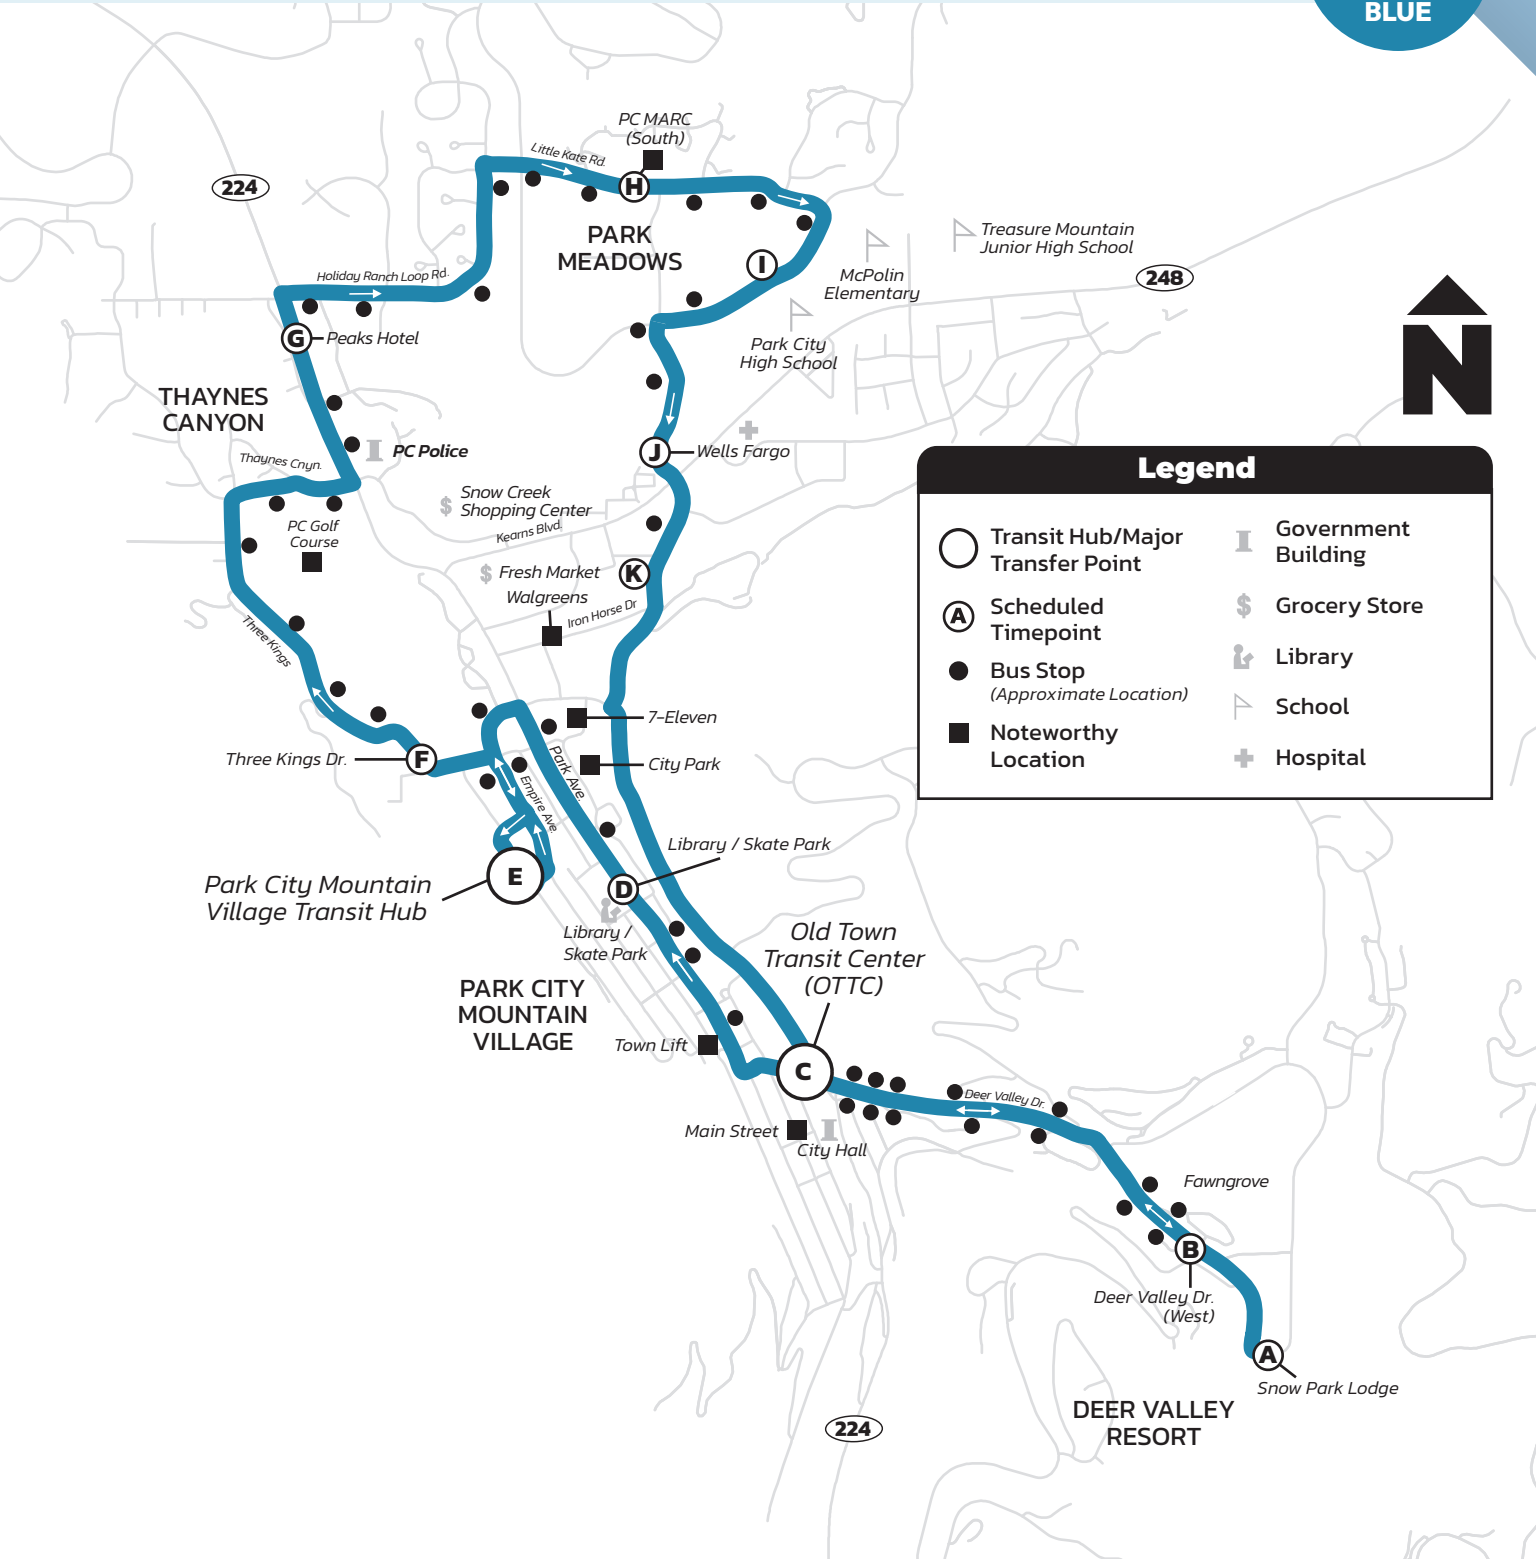 BLUE
PC MARC
(South)
Little Kate Rd.
H
224
PARK
MEADOWS
I
Treasure Mountain
Junior High School
McPolin
Elementary
248
Holiday Ranch Loop Rd.
G
Peaks Hotel
Park City
High School
N
THAYNES
CANYON
PC Police
Thaynes Cnyn.
J
Wells Fargo
$
Snow Creek
Shopping Center
Kearns Blvd.
PC Golf
Course
$
Fresh Market
K
Walgreens
Iron Horse Dr
Three Kings
Legend
Transit Hub/Major
Transfer Point
A
Scheduled
Timepoint
Bus Stop
(Approximate Location)
Noteworthy
Location
Government
Building
$
Grocery Store
Library
School
Hospital
7-Eleven
Three Kings Dr.
F
City Park
Park Ave.
Empire Ave.
Library / Skate Park
E
D
Park City Mountain
Village Transit Hub
Library /
Skate Park
Old Town
Transit Center
(OTTC)
PARK CITY
MOUNTAIN
VILLAGE
Town Lift
C
Deer Valley Dr.
Main Street
City Hall
Fawngrove
B
Deer Valley Dr.
(West)
A
Snow Park Lodge
DEER VALLEY
RESORT
224